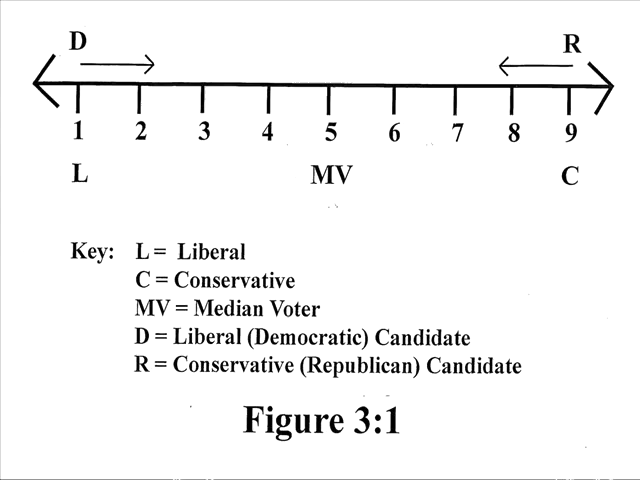 D R
1 2 3 4 5 6 7 8 9
L MV C
Key: L = Liberal
C = Conservative
MV = Median Voter
D = Liberal (Democratic) Candidate
R = Conservative (Republican) Candidate
Figure 3:1